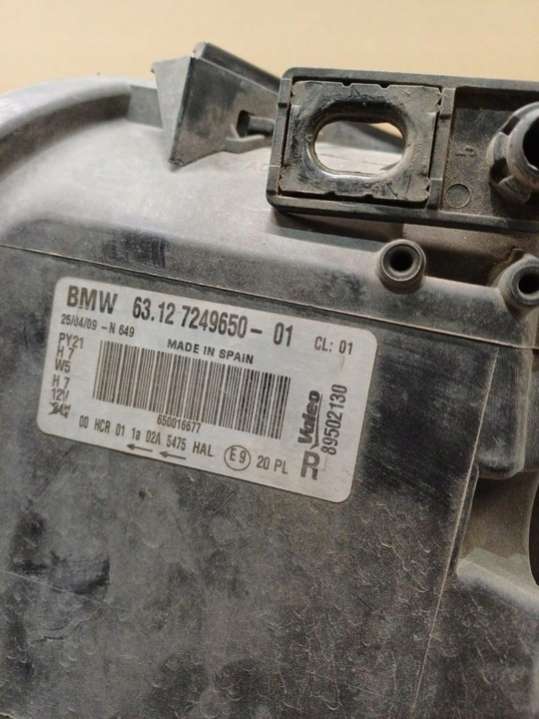 BMW 63.12 7249650-01 CL: 01
25/04/09 -N 649
MADE IN SPAIN
PY21
H 7
W5
H 7
12V
650016677
Valeo
89502130
00 HCR 01 1a 02A 5475 HAL E9 20 PL